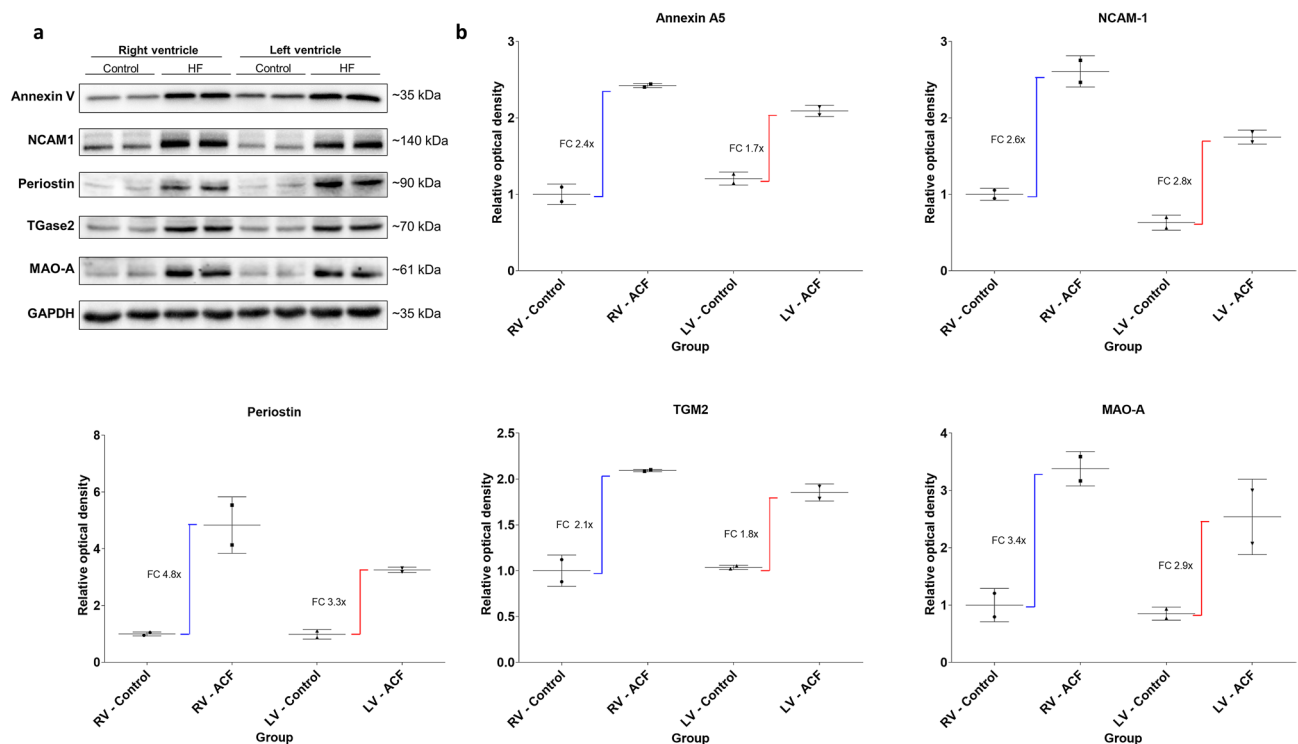 a
Right ventricle Left ventricle
Control HF Control HF
Annexin V ~35 kDa
NCAM1 ~140 kDa
Periostin ~90 kDa
TGase2 ~70 kDa
MAO-A ~61 kDa
GAPDH ~35 kDa
b
Annexin A5
Relative optical density
3
2
1
0
FC 2.4x
FC 1.7x
RV - Control
RV - ACF
LV - Control
LV - ACF
Group
NCAM-1
Relative optical density
3
2
1
0
FC 2.6x
FC 2.8x
RV - Control
RV - ACF
LV - Control
LV - ACF
Group
Periostin
Relative optical density
8
6
4
2
0
FC 4.8x
FC 3.3x
RV - Control
RV - ACF
LV - Control
LV - ACF
Group
TGM2
Relative optical density
2.5
2.0
1.5
1.0
0.5
0.0
FC 2.1x
FC 1.8x
RV - Control
RV - ACF
LV - Control
LV - ACF
Group
MAO-A
Relative optical density
4
3
2
1
0
FC 3.4x
FC 2.9x
RV - Control
RV - ACF
LV - Control
LV - ACF
Group